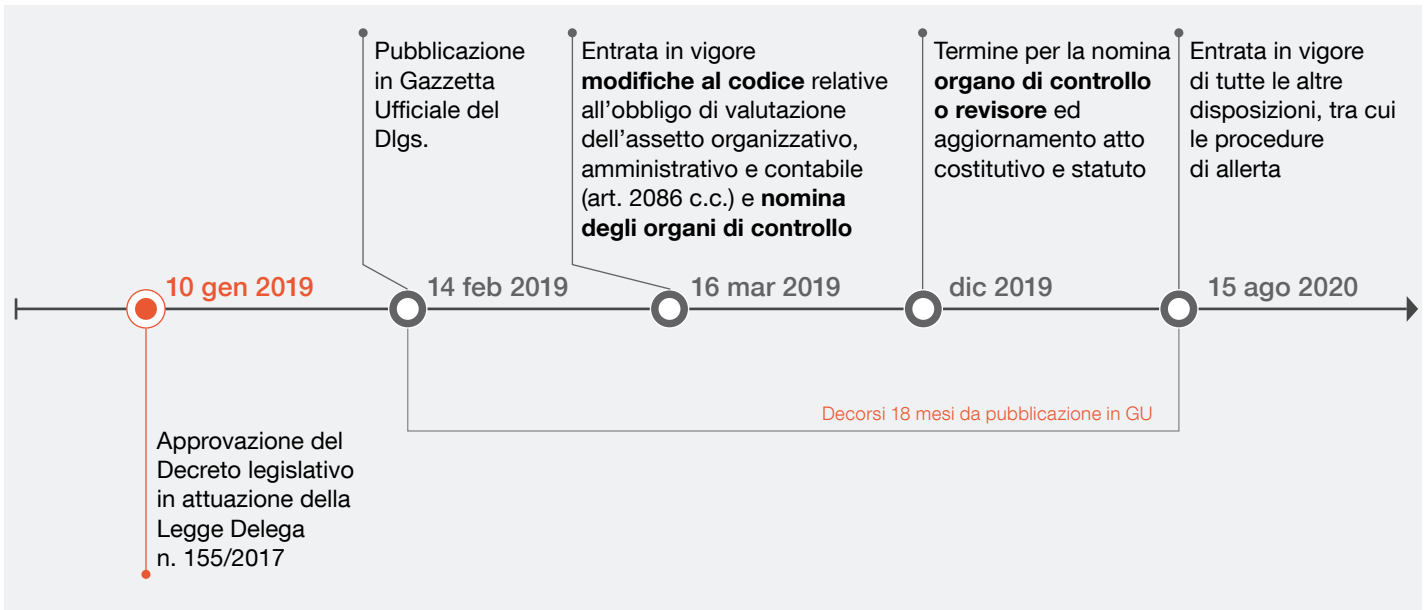 Pubblicazione
in Gazzetta
Ufficiale del
Dlgs.
Entrata in vigore
modifiche al codice relative
all'obbligo di valutazione
dell'assetto organizzativo,
amministrativo e contabile
(art. 2086 c.c.) e nomina
degli organi di controllo
Termine per la nomina
organo di controllo
o revisore ed
aggiornamento atto
costitutivo e statuto
Entrata in vigore
di tutte le altre
disposizioni, tra cui
le procedure
di allerta
10 gen 2019
14 feb 2019
16 mar 2019
dic 2019
15 ago 2020
Decorsi 18 mesi da pubblicazione in GU
Approvazione del
Decreto legislativo
in attuazione della
Legge Delega
n. 155/2017